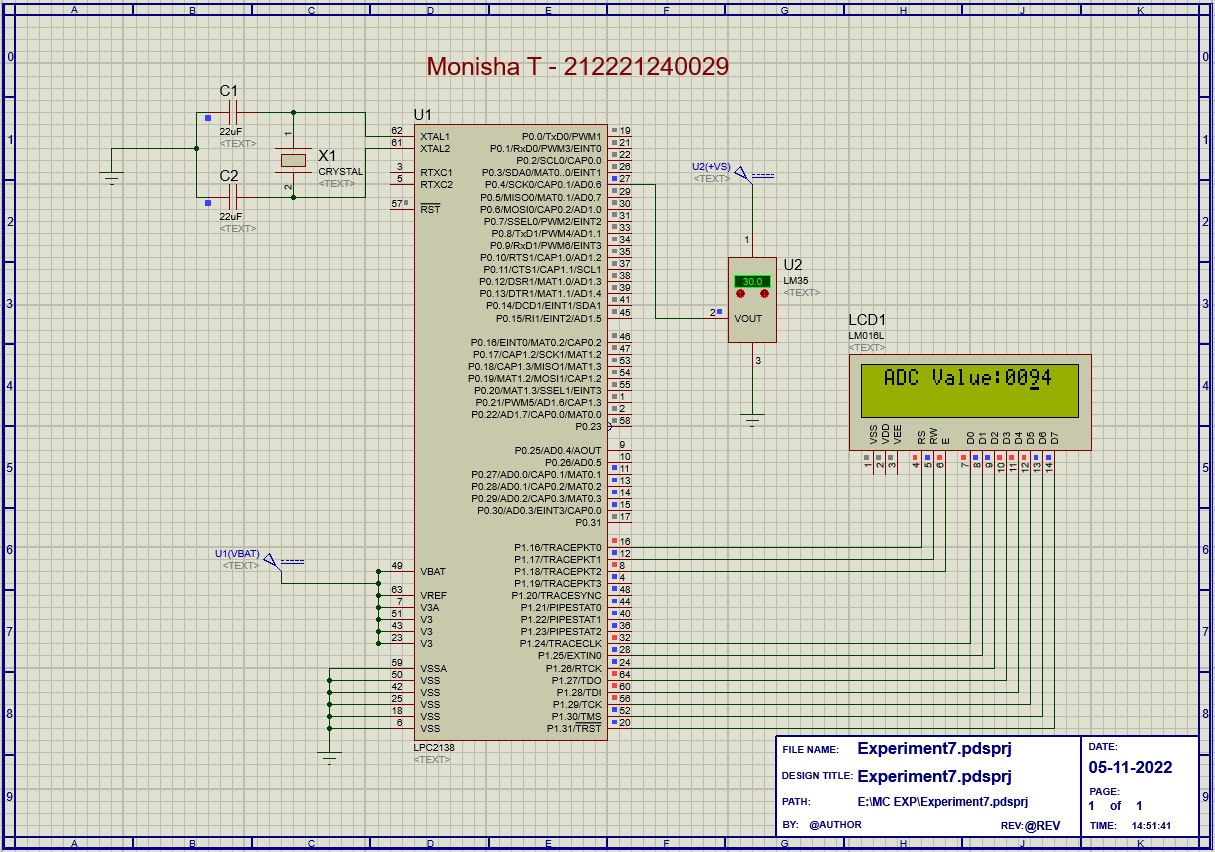 A B C D E F G H J K
Monisha T - 212221240029
0 0
1 1
2 2
3 3
4 4
5 5
6 6
7 7
8 8
9 9
C1
22uF
<TEXT>
C2
22uF
<TEXT>
1
2
X1
CRYSTAL
<TEXT>
U1
62 XTAL1
61 XTAL2
3 RTXC1
5 RTXC2
57 RST
49 VBAT
63 VREF
7 V3A
51 V3
43 V3
23 V3
59 VSSA
50 VSS
42 VSS
25 VSS
18 VSS
6 VSS
P0.0/TxD0/PWM1 19
P0.1/RxD0/PWM3/EINT0 21
P0.2/SCL0/CAP0.0 22
P0.3/SDA0/MAT0..0/EINT1 26
P0.4/SCK0/CAP0.1/AD0.6 27
P0.5/MISO0/MAT0.1/AD0.7 29
P0.6/MOSI0/CAP0.2/AD1.0 30
P0.7/SSEL0/PWM2/EINT2 31
P0.8/TxD1/PWM4/AD1.1 33
P0.9/RxD1/PWM6/EINT3 34
P0.10/RTS1/CAP1.0/AD1.2 35
P0.11/CTS1/CAP1.1/SCL1 37
P0.12/DSR1/MAT1.0/AD1.3 38
P0.13/DTR1/MAT1.1/AD1.4 39
P0.14/DCD1/EINT1/SDA1 41
P0.15/RI1/EINT2/AD1.5 45
P0.16/EINT0/MAT0.2/CAP0.2 46
P0.17/CAP1.2/SCK1/MAT1.2 47
P0.18/CAP1.3/MISO1/MAT1.3 53
P0.19/MAT1.2/MOSI1/CAP1.2 54
P0.20/MAT1.3/SSEL1/EINT3 55
P0.21/PWM5/AD1.6/CAP1.3 1
P0.22/AD1.7/CAP0.0/MAT0.0 2
P0.23 58
P0.25/AD0.4/AOUT 9
P0.26/AD0.5 10
P0.27/AD0.0/CAP0.1/MAT0.1 11
P0.28/AD0.1/CAP0.2/MAT0.2 13
P0.29/AD0.2/CAP0.3/MAT0.3 14
P0.30/AD0.3/EINT3/CAP0.0 15
P0.31 17
P1.16/TRACEPKT0 16
P1.17/TRACEPKT1 12
P1.18/TRACEPKT2 8
P1.19/TRACEPKT3 4
P1.20/TRACESYNC 48
P1.21/PIPESTAT0 44
P1.22/PIPESTAT1 40
P1.23/PIPESTAT2 36
P1.24/TRACECLK 32
P1.25/EXTIN0 28
P1.26/RTCK 24
P1.27/TDO 64
P1.28/TDI 60
P1.29/TCK 56
P1.30/TMS 52
P1.31/TRST 20
LPC2138
<TEXT>
U1(VBAT)
<TEXT>
U2(+VS)
<TEXT>
1
30.0
2 VOUT
3
U2
LM35
<TEXT>
LCD1
LM016L
<TEXT>
ADC Value:0094
VSS VDD VEE RS RW E D0 D1 D2 D3 D4 D5 D6 D7
1 2 3 4 5 6 7 8 9 10 11 12 13 14
FILE NAME: Experiment7.pdsprj
DESIGN TITLE: Experiment7.pdsprj
PATH: E:\MC EXP\Experiment7.pdsprj
BY: @AUTHOR REV:@REV
DATE:
05-11-2022
PAGE:
1 of 1
TIME: 14:51:41
A B C D E F G H J K